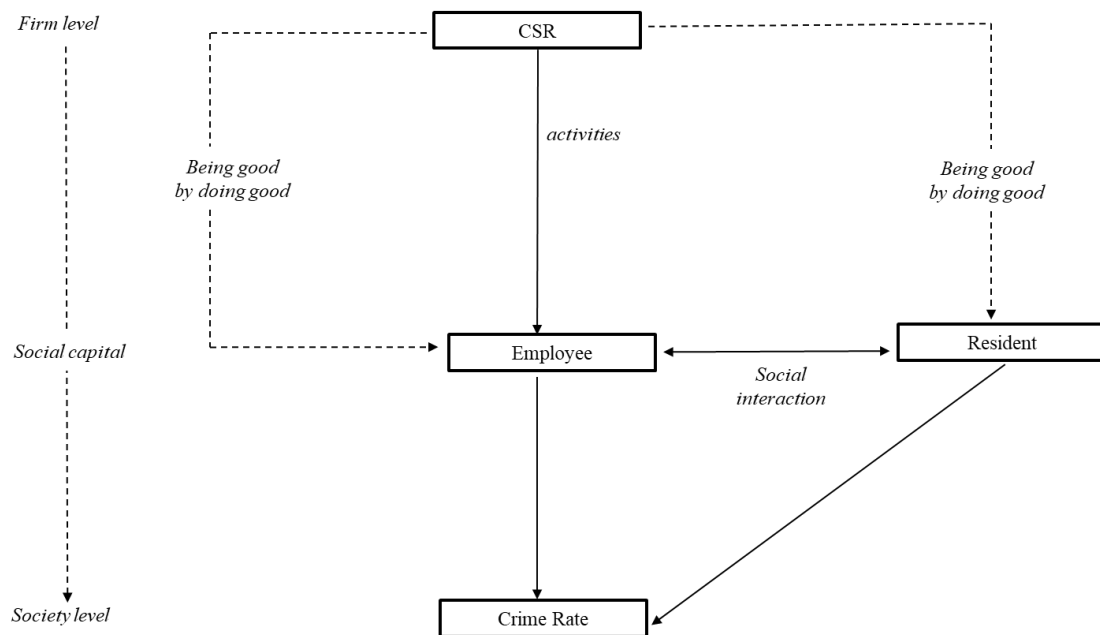 Firm level
CSR
activities
Being good
by doing good
Being good
by doing good
Social capital
Employee
Resident
Social
interaction
Society level
Crime Rate